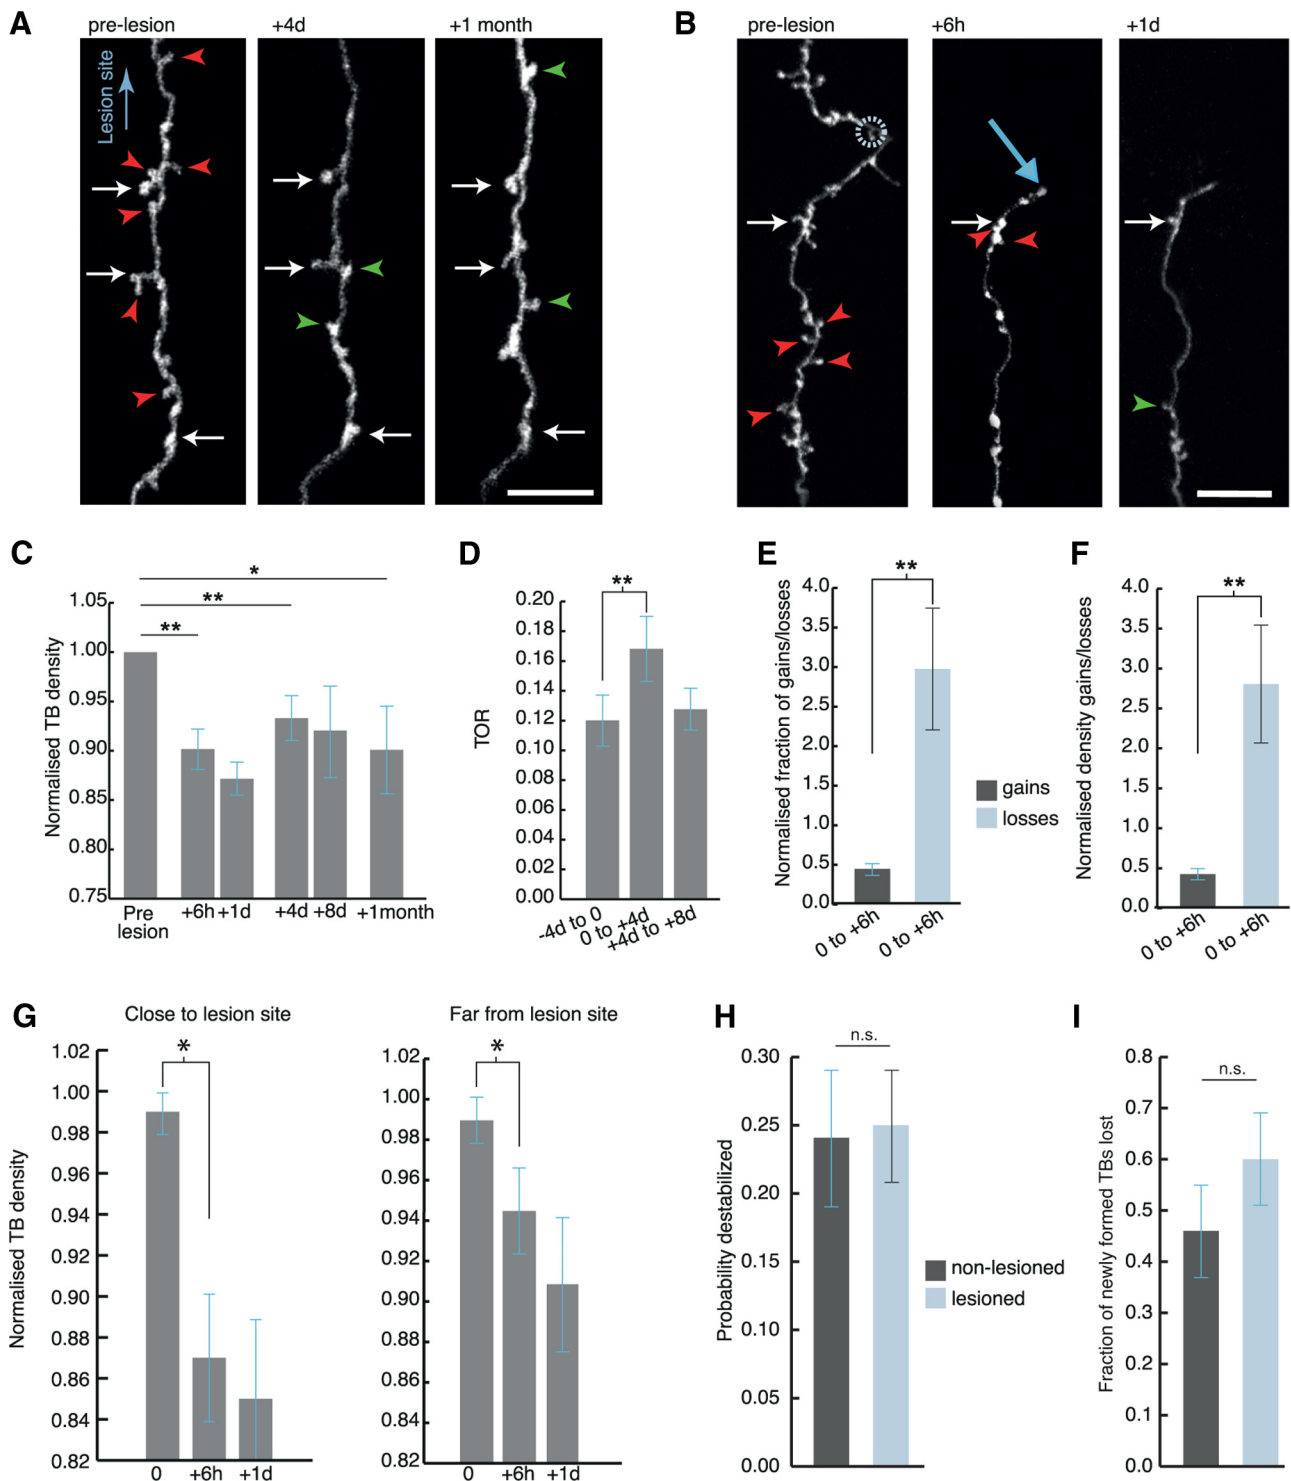 A
pre-lesion
+4d
+1 month
Lesion site
B
pre-lesion
+6h
+1d
C
Normalised TB density
1.05
1.00
0.95
0.90
0.85
0.80
0.75
*
**
**
Pre
lesion
+6h
+1d
+4d
+8d
+1month
D
TOR
0.20
0.18
0.16
0.14
0.12
0.10
0.08
0.06
0.04
0.02
0.00
**
-4d to 0
0 to +4d
+4d to +8d
E
Normalised fraction of gains/losses
4.0
3.5
3.0
2.5
2.0
1.5
1.0
0.5
0.0
**
0 to +6h
0 to +6h
gains
losses
F
Normalised density gains/losses
4.0
3.5
3.0
2.5
2.0
1.5
1.0
0.5
0.0
**
0 to +6h
0 to +6h
G
Close to lesion site
Normalised TB density
1.02
1.00
0.98
0.96
0.94
0.92
0.90
0.88
0.86
0.84
0.82
*
0
+6h
+1d
Far from lesion site
1.02
1.00
0.98
0.96
0.94
0.92
0.90
0.88
0.86
0.84
0.82
*
0
+6h
+1d
H
Probability destabilized
0.30
0.25
0.20
0.15
0.10
0.05
0.00
n.s.
non-lesioned
lesioned
I
Fraction of newly formed TBs lost
0.8
0.7
0.6
0.5
0.4
0.3
0.2
0.1
0.0
n.s.